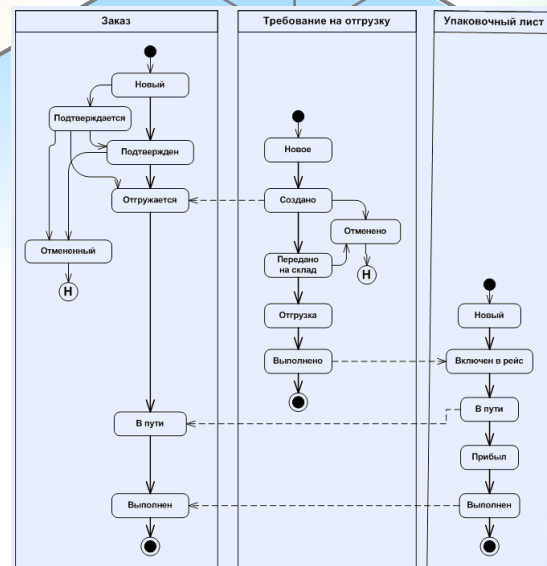 Заказ
Требование на отгрузку
Упаковочный лист
Новый
Подтверждается
Подтвержден
Отгружается
Отмененный
H
В пути
Выполнен
Новое
Создано
Отменено
Передано
на склад
H
Отгрузка
Выполнено
Новый
Включен в рейс
В пути
Прибыл
Выполнен